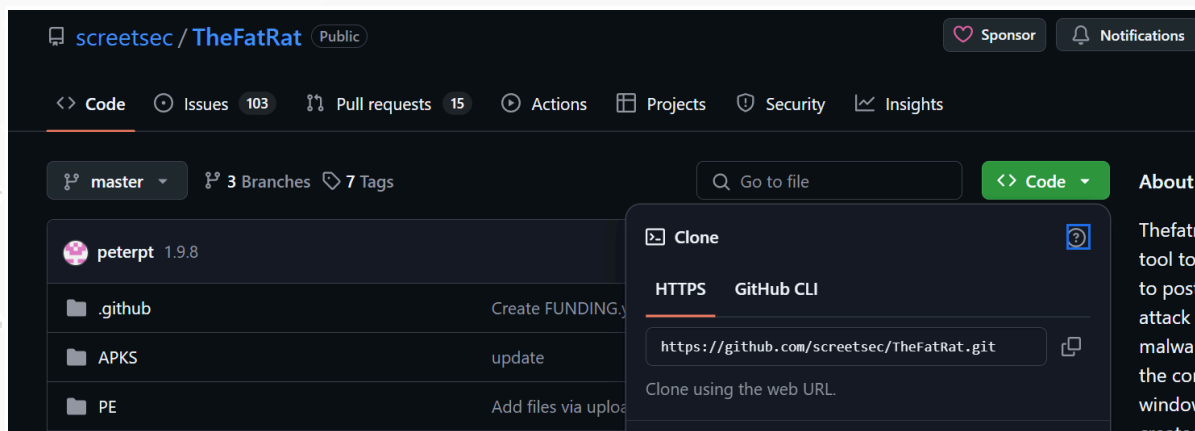 screetsec / TheFatRat Public
Sponsor
Notifications
Code
Issues 103
Pull requests 15
Actions
Projects
Security
Insights
master
3 Branches
7 Tags
Go to file
Code
About
peterpt 1.9.8
.github
Create FUNDING.y
APKS
update
PE
Add files via uploa
Clone
HTTPS
GitHub CLI
https://github.com/screetsec/TheFatRat.git
Clone using the web URL.
Thefatr
tool to
to post
attack
malwa
the co
window